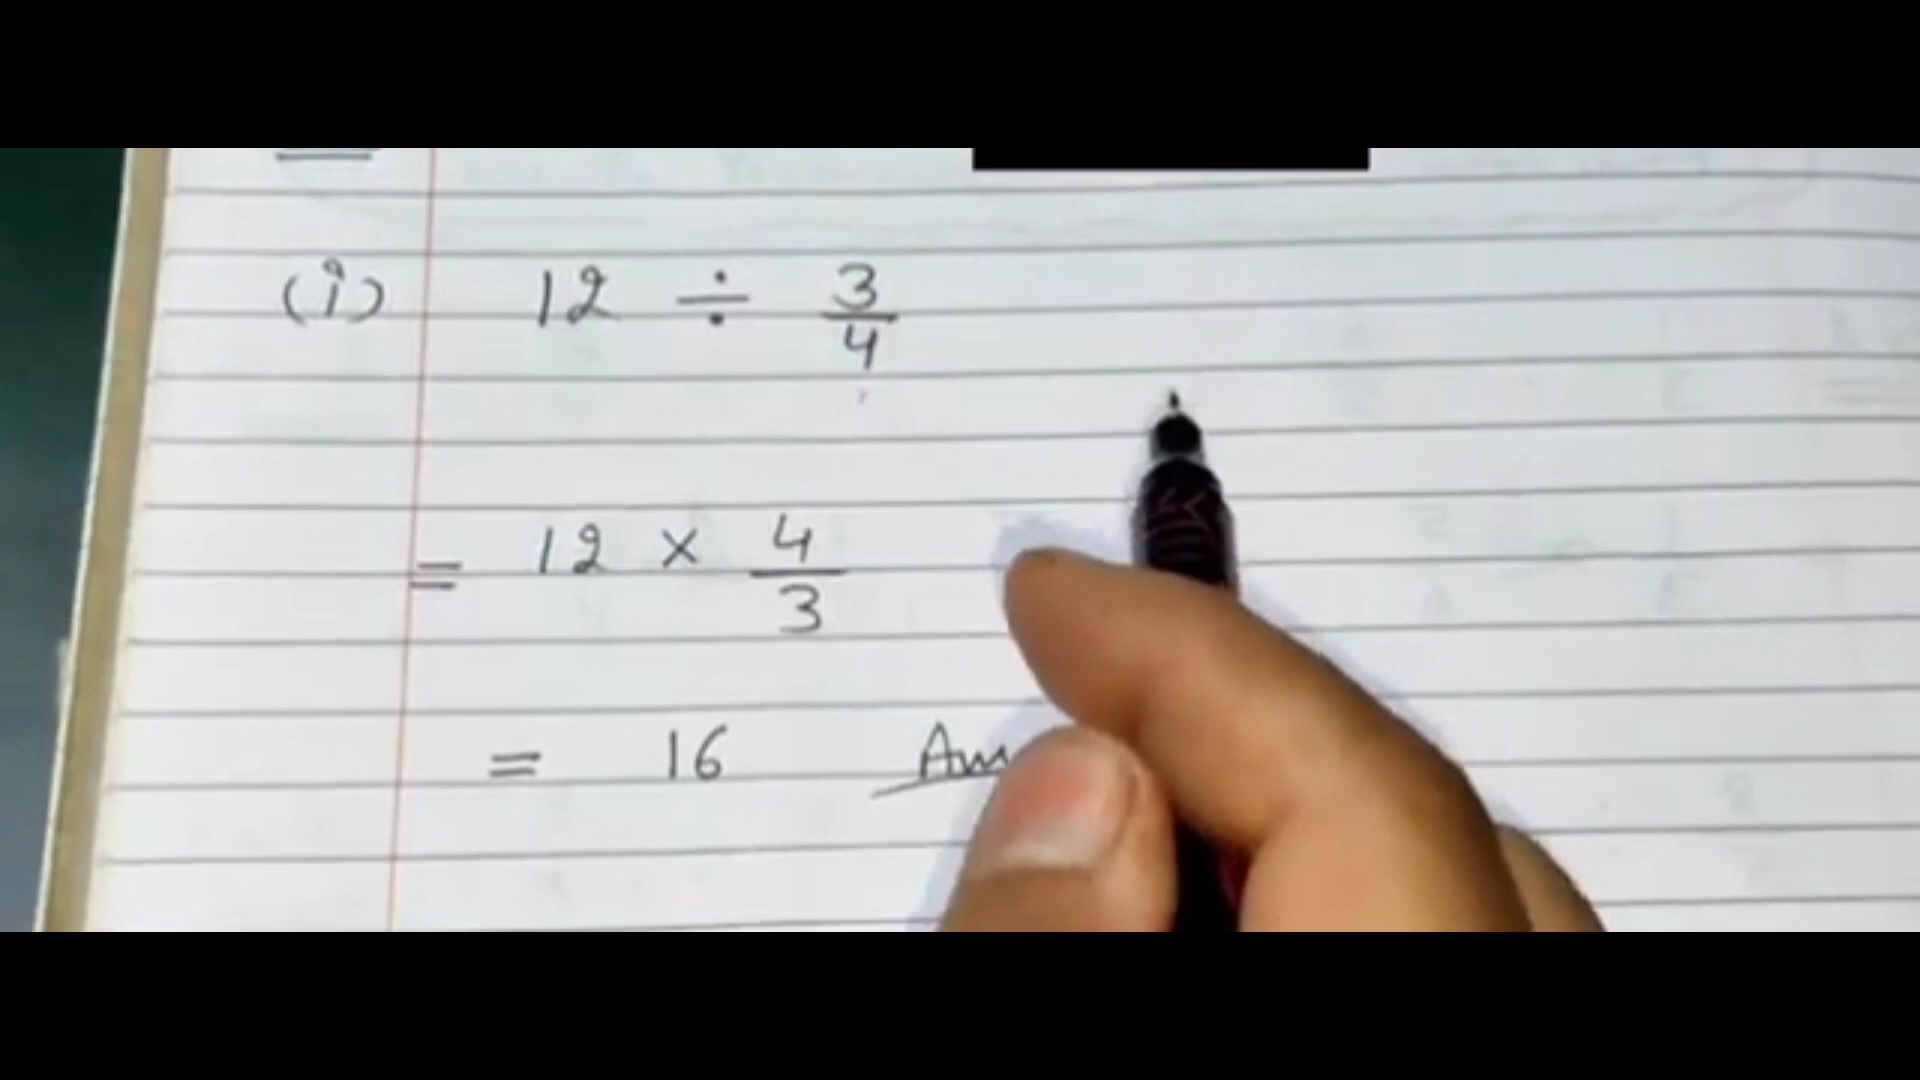 (i) 12 ÷ 3/4
= 12 × 4/3
= 16